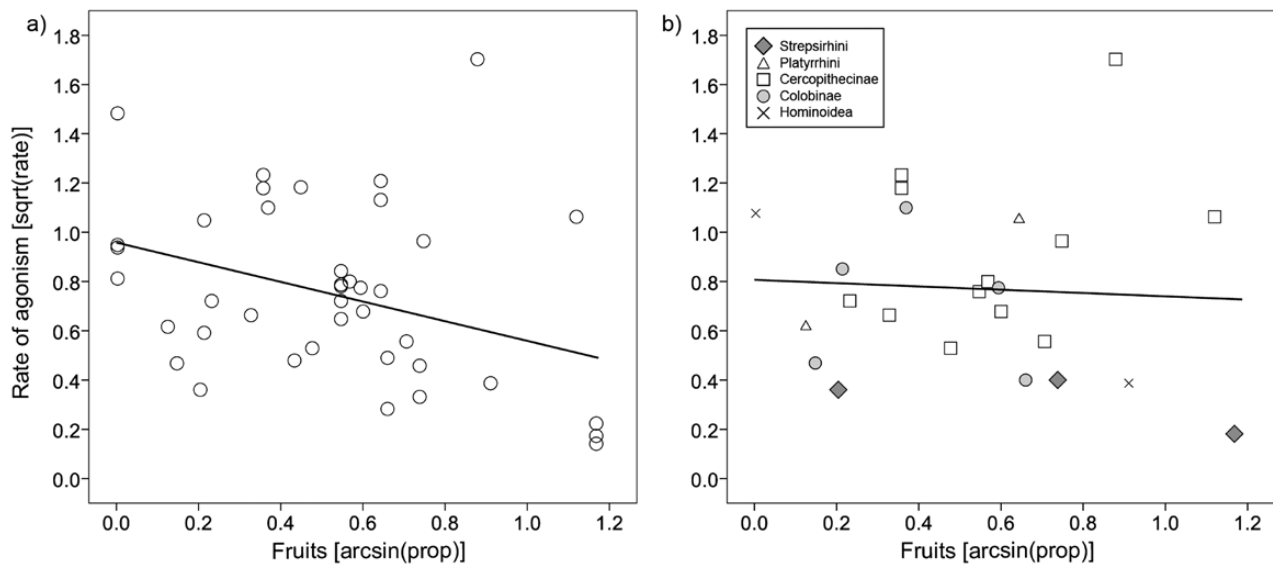 a)
1.8
1.6
1.4
1.2
1.0
0.8
0.6
0.4
0.2
0.0
Rate of agonism [sqrt(rate)]
0.0 0.2 0.4 0.6 0.8 1.0 1.2
Fruits [arcsin(prop)]
b)
1.8
1.6
1.4
1.2
1.0
0.8
0.6
0.4
0.2
0.0
Strepsirhini
Platyrrhini
Cercopithecinae
Colobinae
Hominoidea
0.0 0.2 0.4 0.6 0.8 1.0 1.2
Fruits [arcsin(prop)]